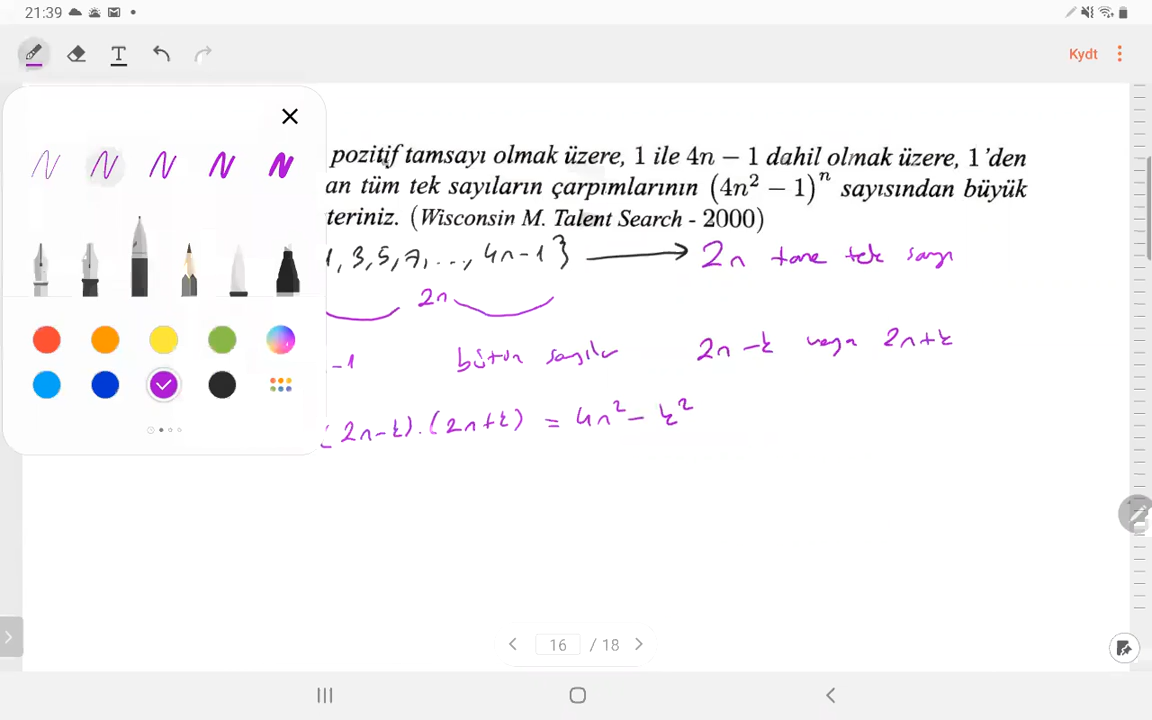 21:39
Kydt
pozitif tamsayı olmak üzere, 1 ile 4n − 1 dahil olmak üzere, 1'den
an tüm tek sayıların çarpımlarının (4n² − 1)ⁿ sayısından büyük
teriniz. (Wisconsin M. Talent Search - 2000)
1, 3, 5, 7, ..., 4n-1 } → 2n tane tek sayı
2n
-1 bütün sayılar 2n-k veya 2n+k
(2n-k).(2n+k) = 4n² - k²
16 / 18